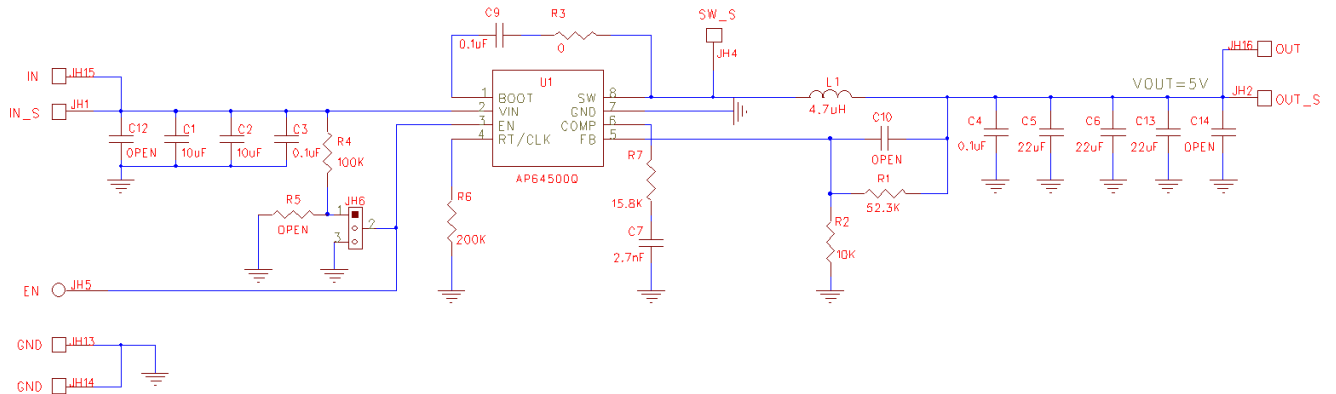 C9
R3
SW_S
0.1uF
0
JH4
IN
JH15
JH16
OUT
U1
L1
VOUT=5V
IN_S
JH1
JH2
OUT_S
1
BOOT
SW
8
2
VIN
GND
7
3
EN
COMP
6
4
RT/CLK
FB
5
4.7uH
C12
C1
C2
C3
OPEN
10uF
10uF
0.1uF
R4
100K
AP64500Q
C10
OPEN
C4
C5
C6
C13
C14
0.1uF
22uF
22uF
22uF
OPEN
R7
15.8K
R1
52.3K
R5
OPEN
JH6
1
2
3
R6
200K
C7
2.7nF
R2
10K
EN
JH5
GND
JH13
GND
JH14